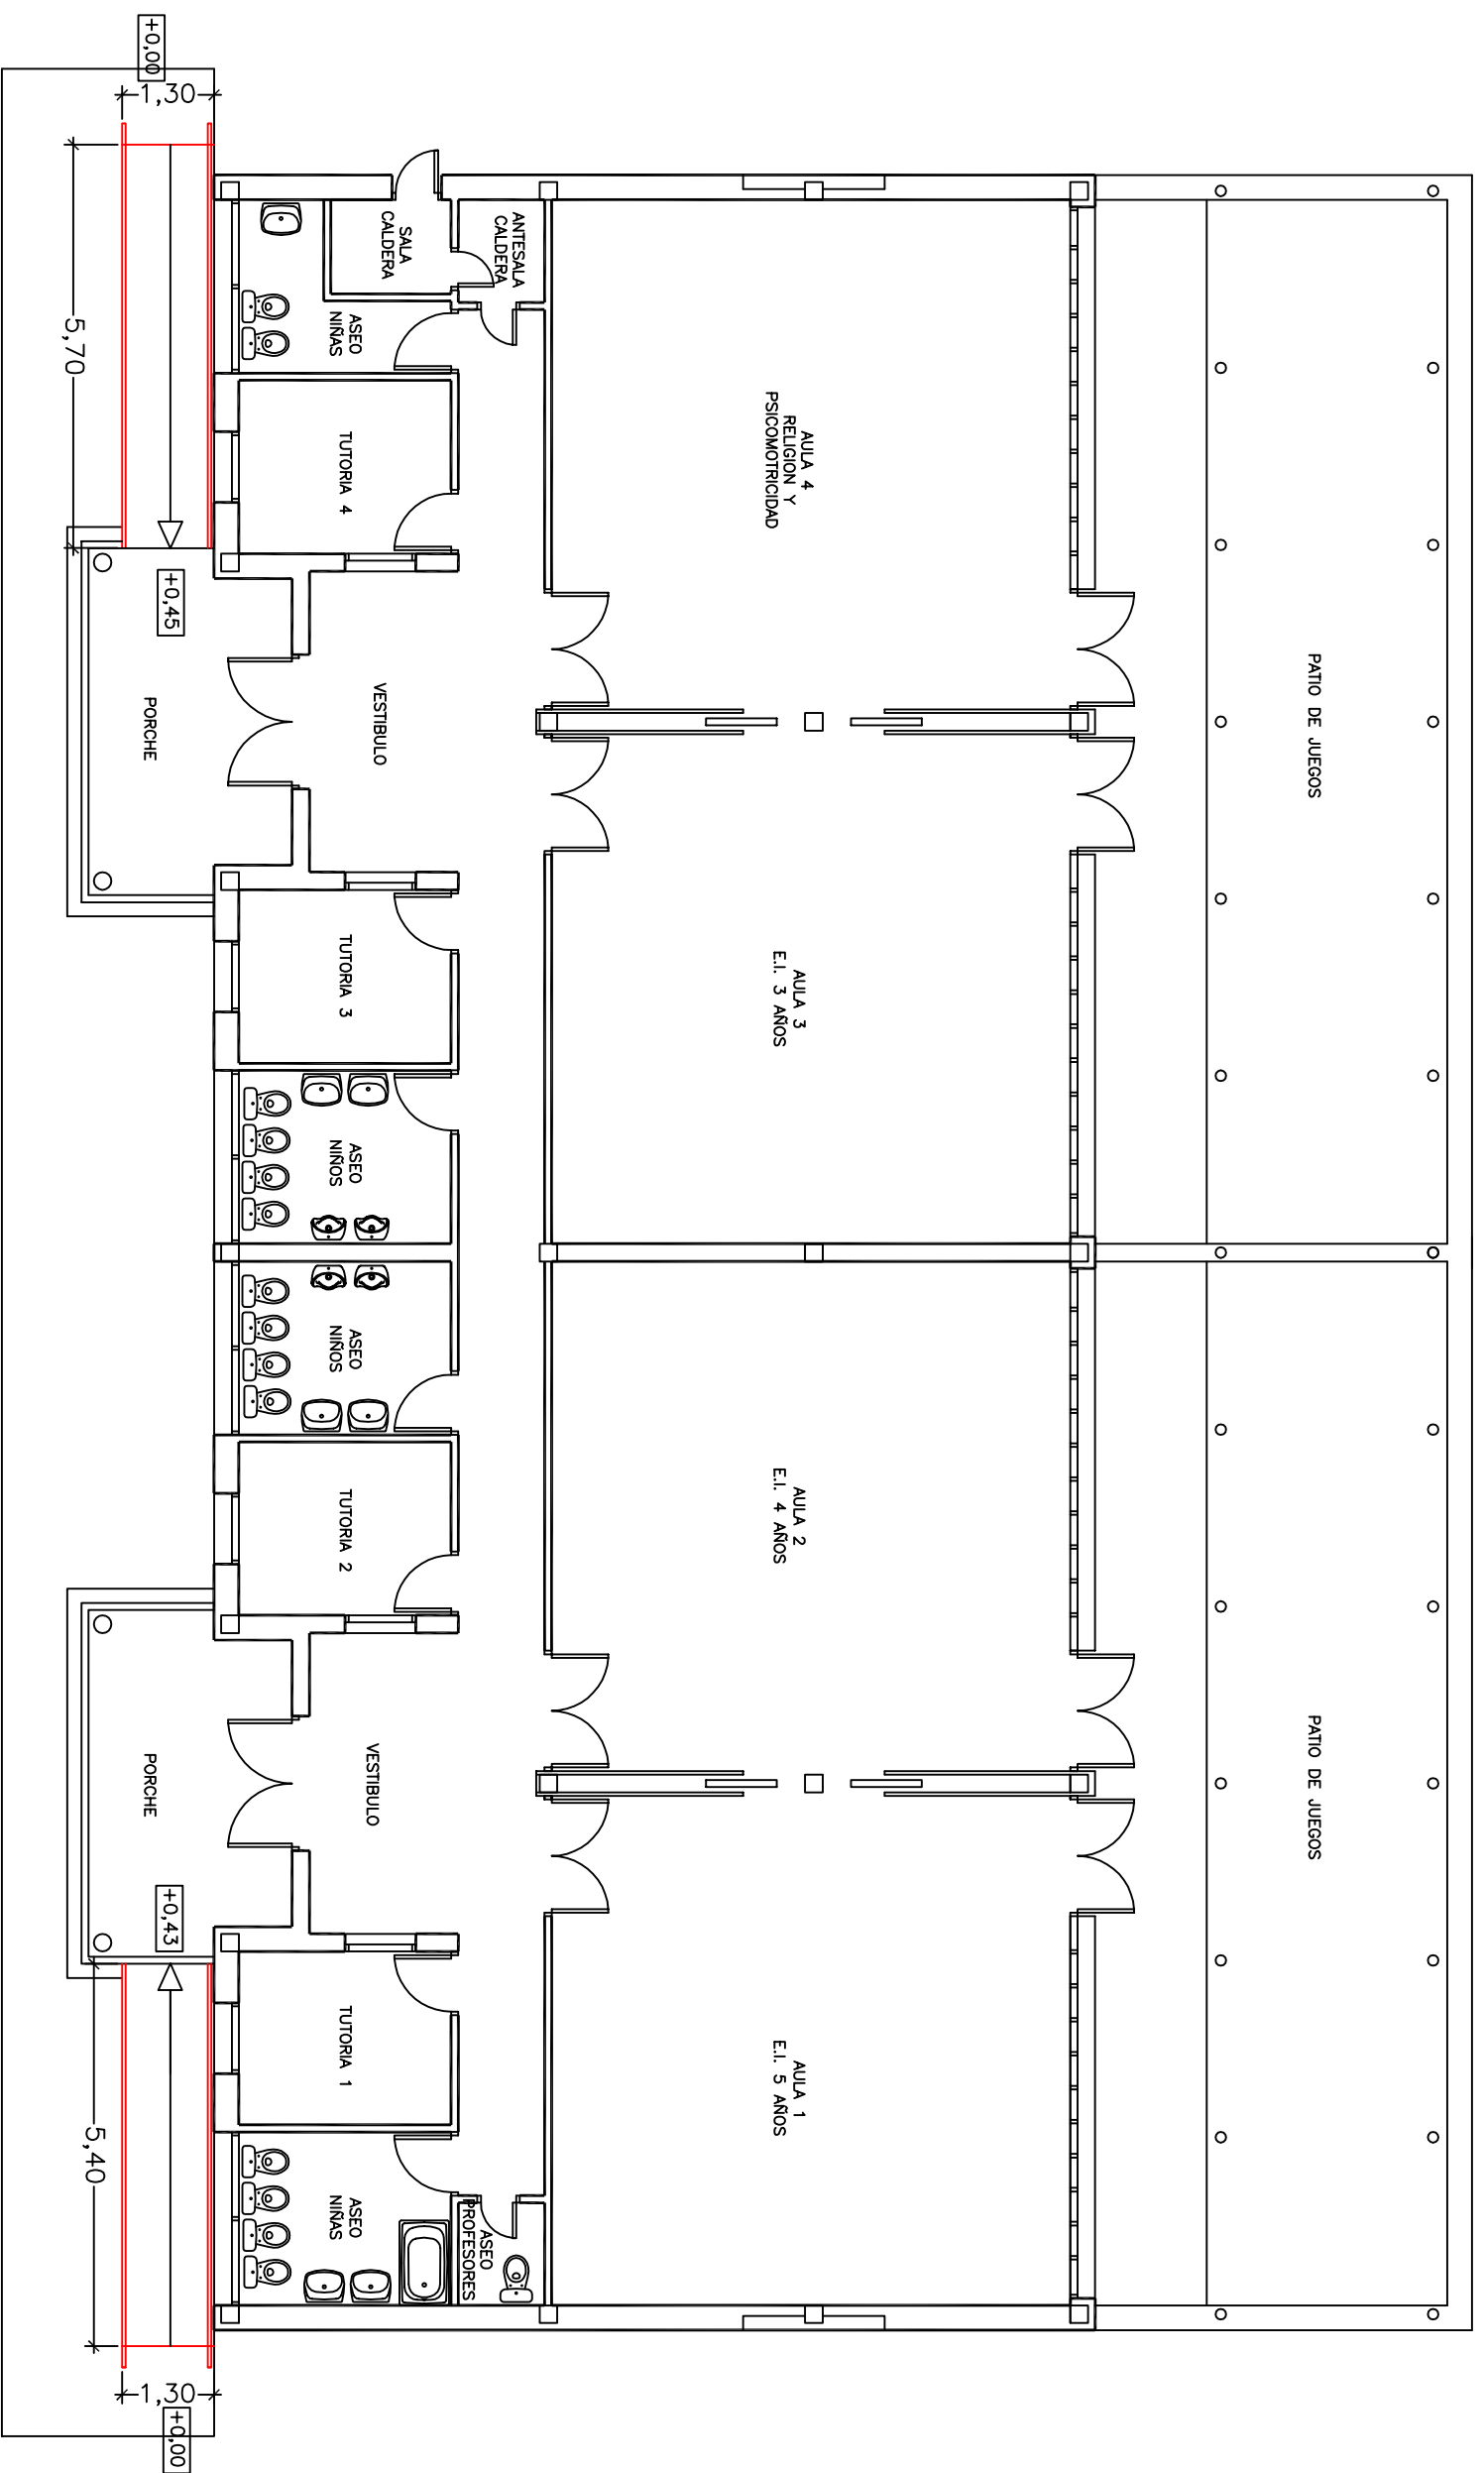 PATIO DE JUEGOS
PATIO DE JUEGOS
AULA 4
RELIGION Y
PSICOMOTRICIDAD
AULA 3
E.I. 3 AÑOS
AULA 2
E.I. 4 AÑOS
AULA 1
E.I. 5 AÑOS
ANTESALA
CALDERA
SALA
CALDERA
ASEO
NIÑAS
TUTORIA 4
VESTIBULO
TUTORIA 3
ASEO
NIÑOS
ASEO
NIÑOS
TUTORIA 2
VESTIBULO
TUTORIA 1
ASEO
NIÑAS
ASEO
PROFESORES
+0,00
1,30
+0,45
PORCHE
PORCHE
+0,43
1,30
+0,00
5,70
5,40